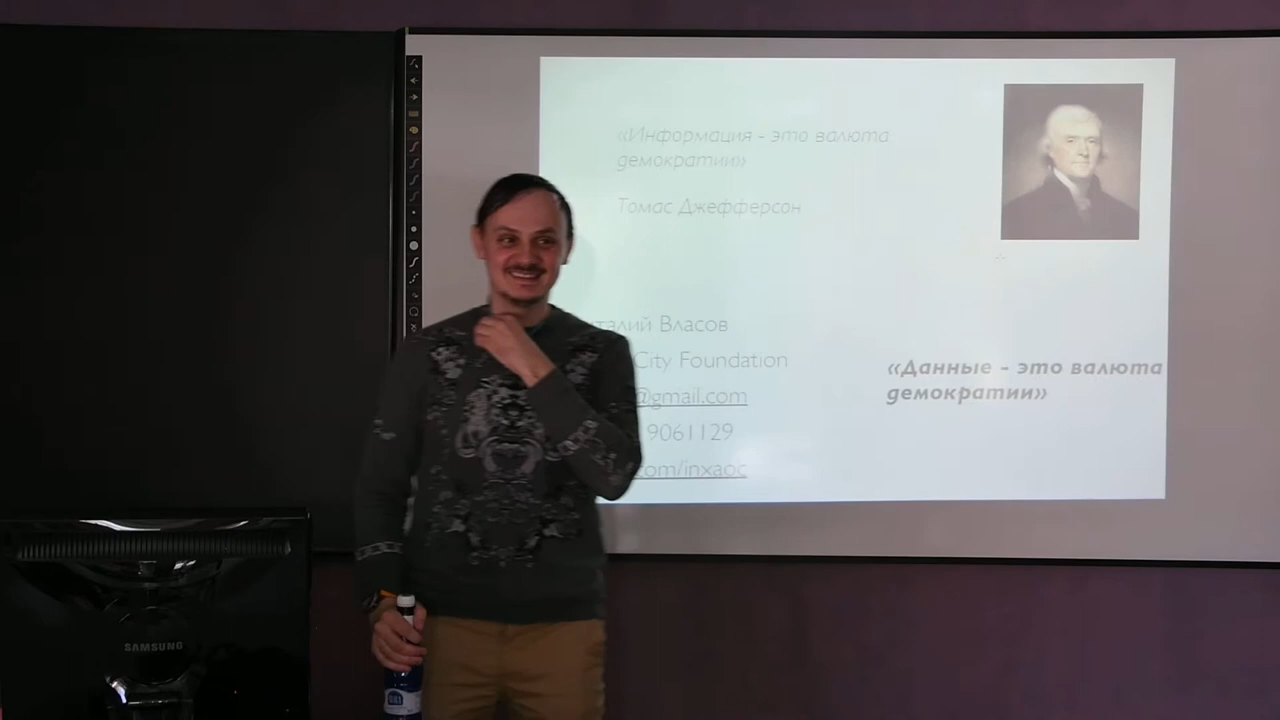 «Информация - это валюта
демократии»
Томас Джефферсон
Власов
City Foundation
@gmail.com
9061129
.com/inxaoc
«Данные - это валюта
демократии»
SAMSUNG